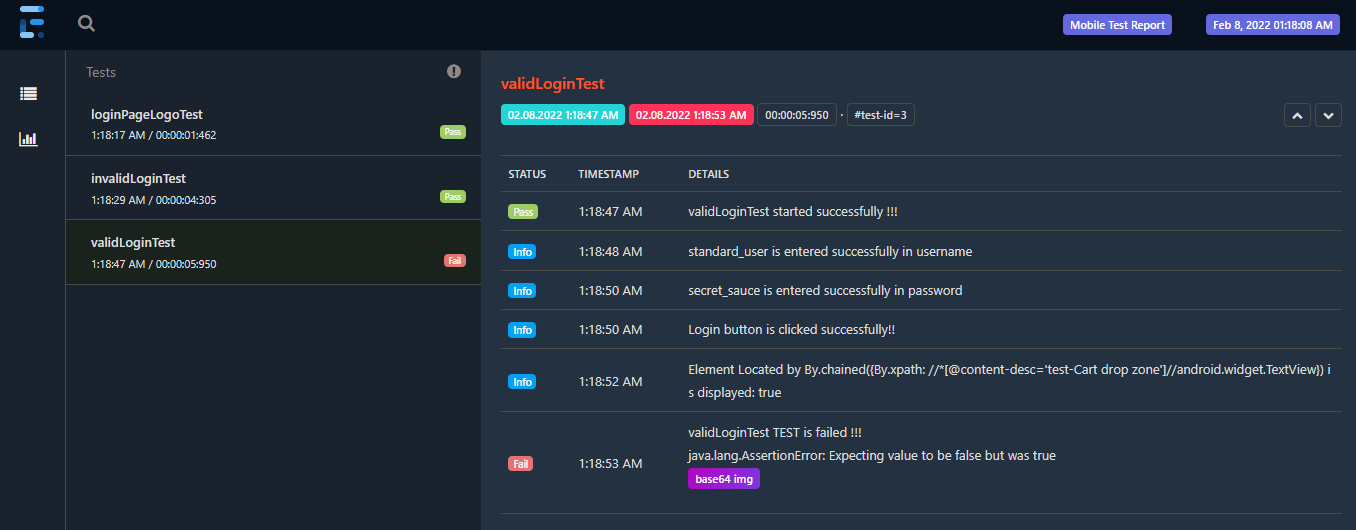 Mobile Test Report
Feb 8, 2022 01:18:08 AM
Tests
loginPageLogoTest
1:18:17 AM / 00:00:01:462
Pass
invalidLoginTest
1:18:29 AM / 00:00:04:305
Pass
validLoginTest
1:18:47 AM / 00:00:05:950
Fail
validLoginTest
02.08.2022 1:18:47 AM 02.08.2022 1:18:53 AM 00:00:05:950 · #test-id=3
STATUS TIMESTAMP DETAILS
Pass 1:18:47 AM validLoginTest started successfully !!!
Info 1:18:48 AM standard_user is entered successfully in username
Info 1:18:50 AM secret_sauce is entered successfully in password
Info 1:18:50 AM Login button is clicked successfully!!
Info 1:18:52 AM Element Located by By.chained({By.xpath: //*[@content-desc='test-Cart drop zone']//android.widget.TextView}) i
s displayed: true
validLoginTest TEST is failed !!!
Fail 1:18:53 AM java.lang.AssertionError: Expecting value to be false but was true
base64 img